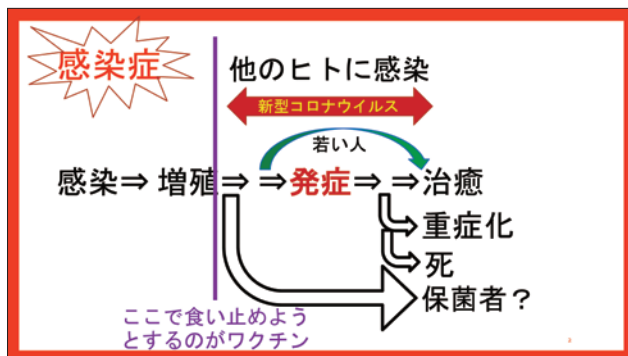 感染症
他のヒトに感染
新型コロナウイルス
若い人
感染⇒ 増殖⇒ ⇒発症⇒ ⇒治癒
重症化
死
保菌者？
ここで食い止めよう
とするのがワクチン